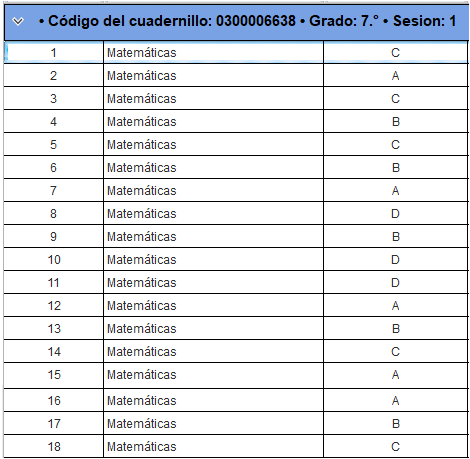 • Código del cuadernillo: 0300006638 • Grado: 7.° • Sesion: 1
1 Matemáticas C
2 Matemáticas A
3 Matemáticas C
4 Matemáticas B
5 Matemáticas C
6 Matemáticas B
7 Matemáticas A
8 Matemáticas D
9 Matemáticas B
10 Matemáticas D
11 Matemáticas D
12 Matemáticas A
13 Matemáticas B
14 Matemáticas C
15 Matemáticas A
16 Matemáticas A
17 Matemáticas B
18 Matemáticas C